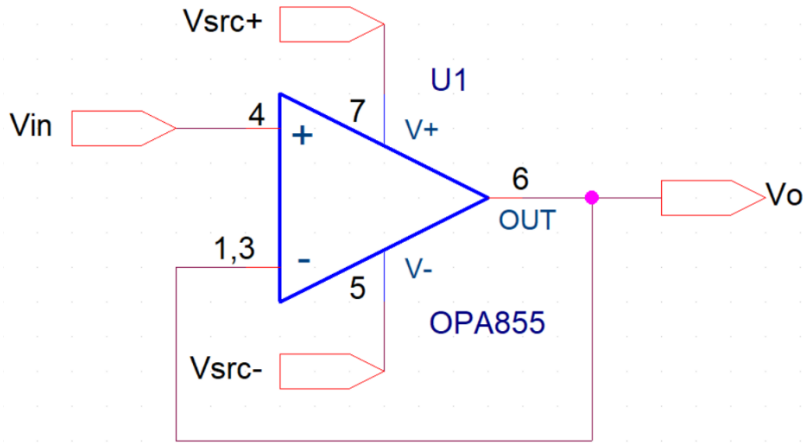 Vsrc+
U1
Vin
4
7
V+
+
6
Vo
OUT
1,3
-
V-
5
OPA855
Vsrc-